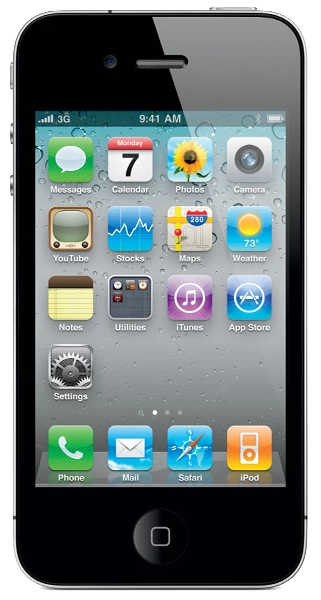 3G 9:41 AM
Monday
7
280
73°
Messages Calendar Photos Camera
YouTube Stocks Maps Weather
Notes Utilities iTunes App Store
Settings
Phone Mail Safari iPod